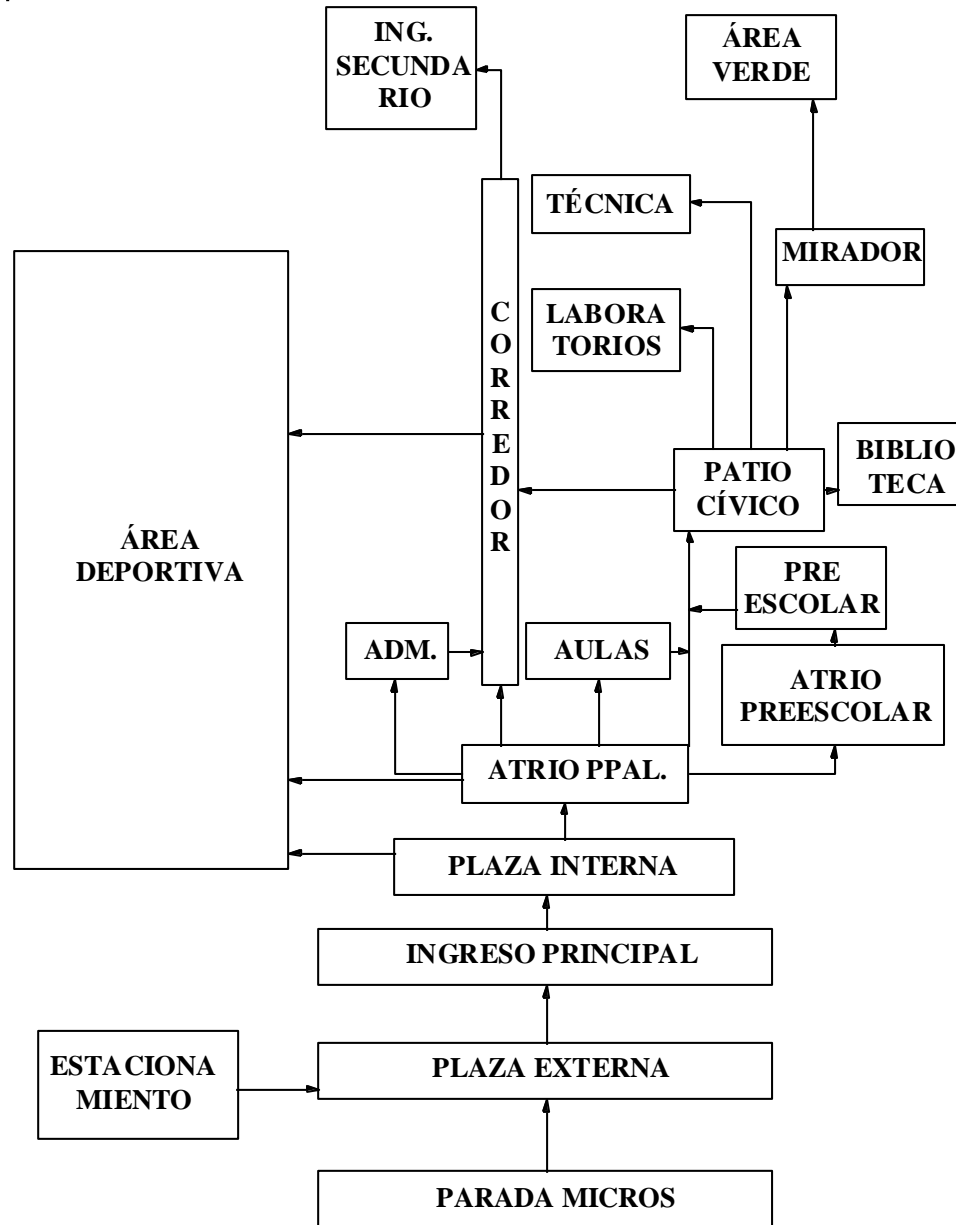 ING.
SECUNDA
RIO
ÁREA
VERDE
TÉCNICA
MIRADOR
C
O
R
R
E
D
O
R
LABORA
TORIOS
BIBLIO
TECA
PATIO
CÍVICO
ÁREA
DEPORTIVA
PRE
ESCOLAR
ADM.
AULAS
ATRIO
PREESCOLAR
ATRIO PPAL.
PLAZA INTERNA
INGRESO PRINCIPAL
ESTACIONA
MIENTO
PLAZA EXTERNA
PARADA MICROS